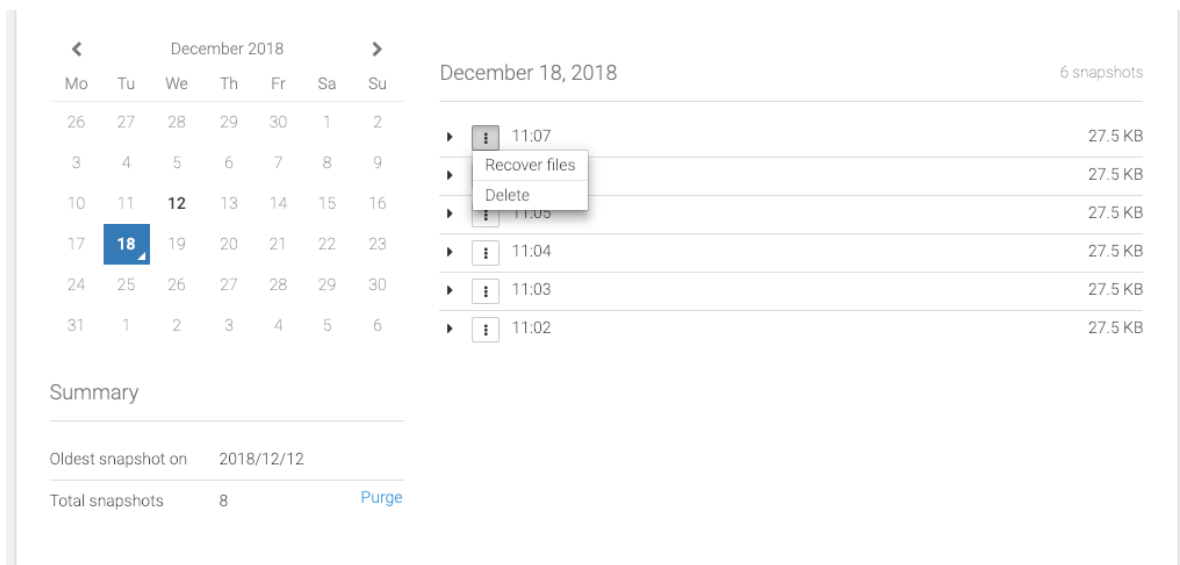 December 2018
Mo Tu We Th Fr Sa Su
26 27 28 29 30 1 2
3 4 5 6 7 8 9
10 11 12 13 14 15 16
17 18 19 20 21 22 23
24 25 26 27 28 29 30
31 1 2 3 4 5 6
Summary
Oldest snapshot on 2018/12/12
Total snapshots 8 Purge
December 18, 2018 6 snapshots
11:07 27.5 KB
Recover files
27.5 KB
Delete
11:05 27.5 KB
11:04 27.5 KB
11:03 27.5 KB
11:02 27.5 KB